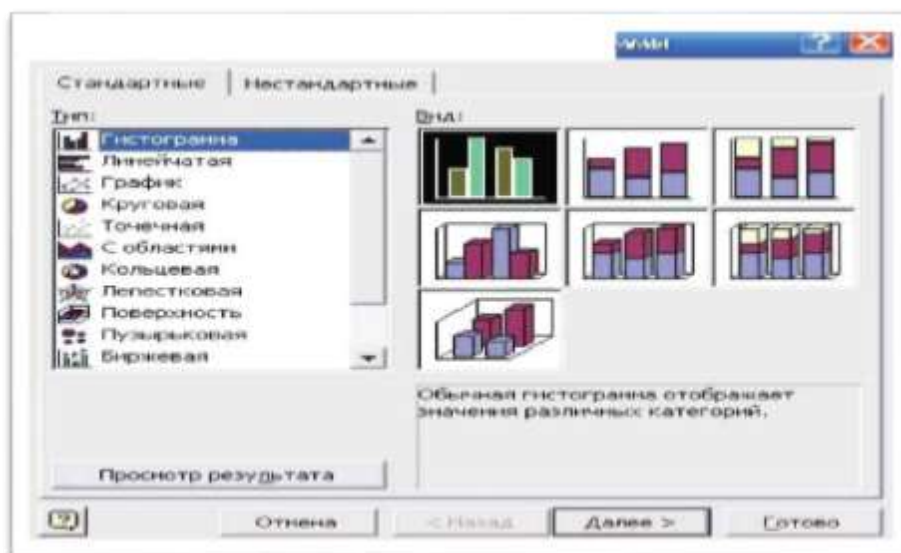 Стандартные Нестандартные
Тип:
Гистограмма
Линейчатая
График
Круговая
Точечная
С областями
Кольцевая
Лепестковая
Поверхность
Пузырьковая
Биржевая
Вид:
Обычная гистограмма отображает
значения различных категорий.
Просмотр результата
Отмена < Назад Далее > Готово